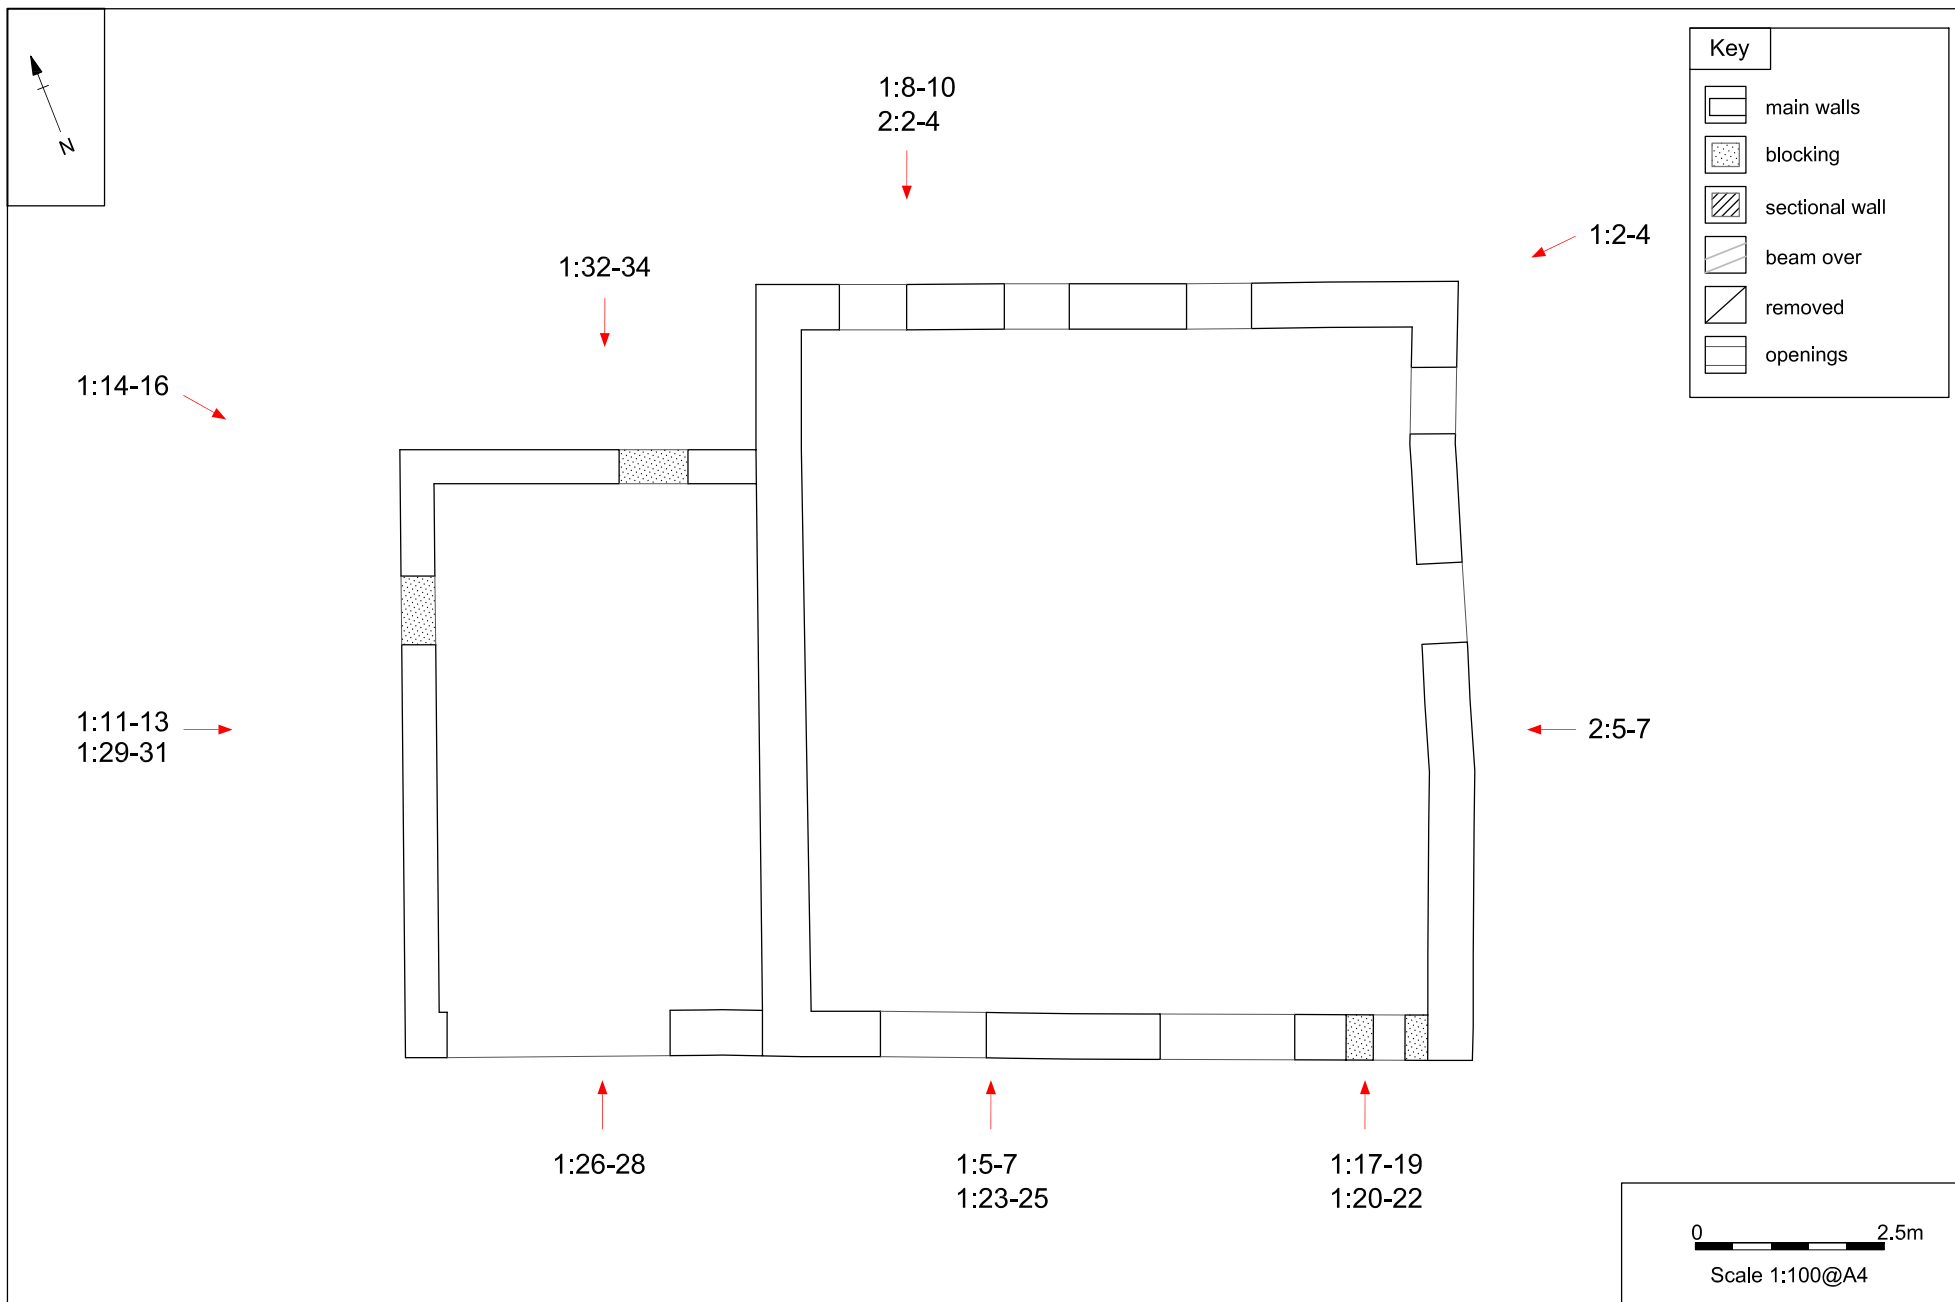 N
1:8-10
2:2-4
Key
main walls
blocking
sectional wall
beam over
removed
openings
1:2-4
1:32-34
1:14-16
1:11-13
1:29-31
2:5-7
1:26-28
1:5-7
1:23-25
1:17-19
1:20-22
0 2.5m
Scale 1:100@A4